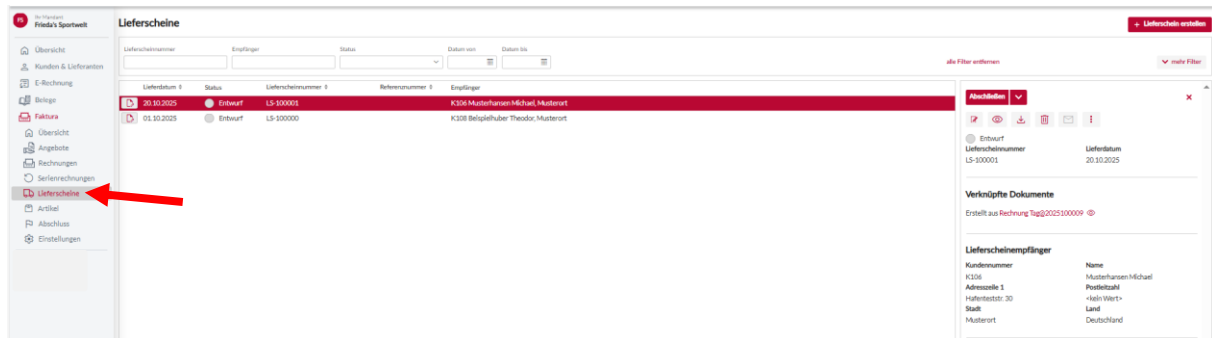 FS
Ihr Mandant
Frieda's Sportwelt
Übersicht
Kunden & Lieferanten
E-Rechnung
Belege
Faktura
Übersicht
Angebote
Rechnungen
Serienrechnungen
Lieferscheine
Artikel
Abschluss
Einstellungen
Lieferscheine
+ Lieferschein erstellen
Lieferscheinnummer Empfänger Status Datum von Datum bis
alle Filter entfernen mehr Filter
Lieferdatum Status Lieferscheinnummer Referenznummer Empfänger
20.10.2025 Entwurf LS-100001 K106 Musterhansen Michael, Musterort
01.10.2025 Entwurf LS-100000 K108 Beispielhuber Theodor, Musterort
Abschließen
Entwurf
Lieferscheinnummer Lieferdatum
LS-100001 20.10.2025
Verknüpfte Dokumente
Erstellt aus Rechnung Tag@2025100009
Lieferscheinempfänger
Kundennummer Name
K106 Musterhansen Michael
Adresszeile 1 Postleitzahl
Hafenteststr. 30 <kein Wert>
Stadt Land
Musterort Deutschland